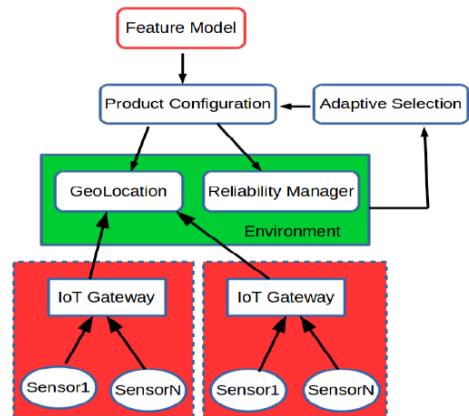 Feature Model
Product Configuration
Adaptive Selection
GeoLocation
Reliability Manager
Environment
IoT Gateway
IoT Gateway
Sensor1
SensorN
Sensor1
SensorN